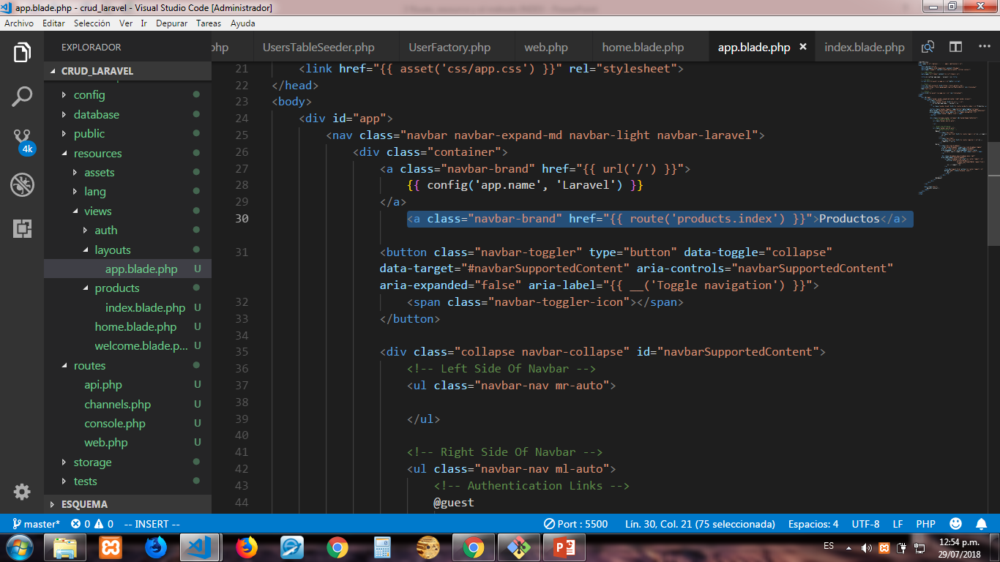 app.blade.php - crud_laravel - Visual Studio Code [Administrador]
Archivo Editar Selección Ver Ir Depurar Tareas Ayuda
EXPLORADOR
php UsersTableSeeder.php UserFactory.php web.php home.blade.php app.blade.php × index.blade.php
CRUD_LARAVEL
config
database
public
resources
assets
lang
views
auth
layouts
app.blade.php U
products
index.blade.php U
home.blade.php U
welcome.blade.p... U
routes
api.php U
channels.php U
console.php U
web.php U
storage
tests
ESQUEMA
4k
21 <link href="{{ asset('css/app.css') }}" rel="stylesheet">
22 </head>
23 <body>
24 <div id="app">
25 <nav class="navbar navbar-expand-md navbar-light navbar-laravel">
26 <div class="container">
27 <a class="navbar-brand" href="{{ url('/') }}">
28 {{ config('app.name', 'Laravel') }}
29 </a>
30 <a class="navbar-brand" href="{{ route('products.index') }}">Productos</a>
31 <button class="navbar-toggler" type="button" data-toggle="collapse"
data-target="#navbarSupportedContent" aria-controls="navbarSupportedContent"
aria-expanded="false" aria-label="{{ __('Toggle navigation') }}">
32 <span class="navbar-toggler-icon"></span>
33 </button>
34
35 <div class="collapse navbar-collapse" id="navbarSupportedContent">
36 <!-- Left Side Of Navbar -->
37 <ul class="navbar-nav mr-auto">
38
39 </ul>
40
41 <!-- Right Side Of Navbar -->
42 <ul class="navbar-nav ml-auto">
43 <!-- Authentication Links -->
44 @guest
master* 0 0 -- INSERT -- Port : 5500 Lín. 30, Col. 21 (75 seleccionada) Espacios: 4 UTF-8 LF PHP
ES 12:54 p.m.
29/07/2018